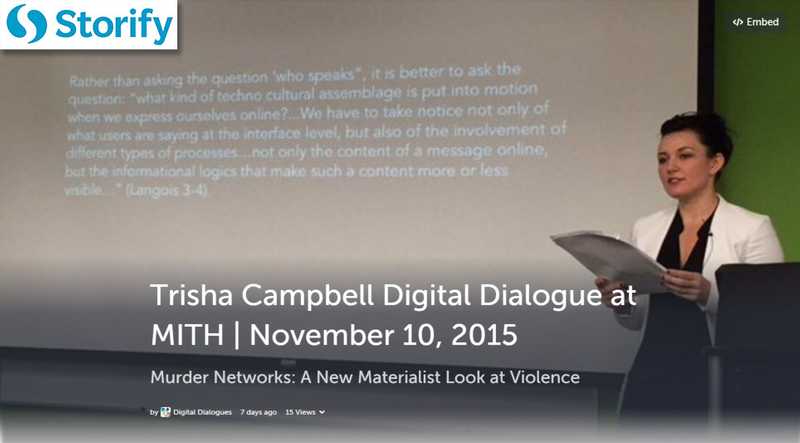 Storify
</> Embed
Rather than asking the question 'who speaks", it is better to ask the
question: "what kind of techno cultural assemblage is put into motion
when we express ourselves online?...We have to take notice not only of
what users are saying at the interface level, but also of the involvement of
different types of processes....not only the content of a message online,
but the informational logics that make such a content more or less
visible..." (Langois 3-4).
Trisha Campbell Digital Dialogue at
MITH | November 10, 2015
Murder Networks: A New Materialist Look at Violence
by Digital Dialogues 7 days ago 15 Views